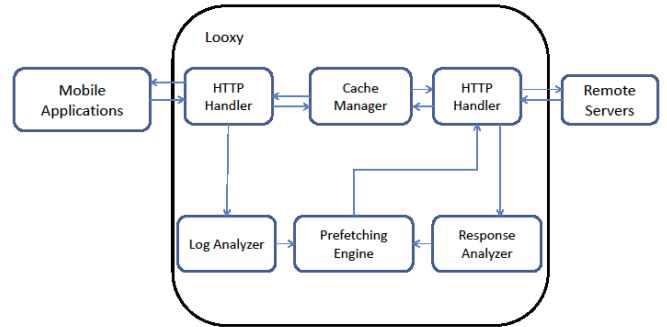 Looxy
Mobile
Applications
HTTP
Handler
Cache
Manager
HTTP
Handler
Remote
Servers
Log Analyzer
Prefetching
Engine
Response
Analyzer